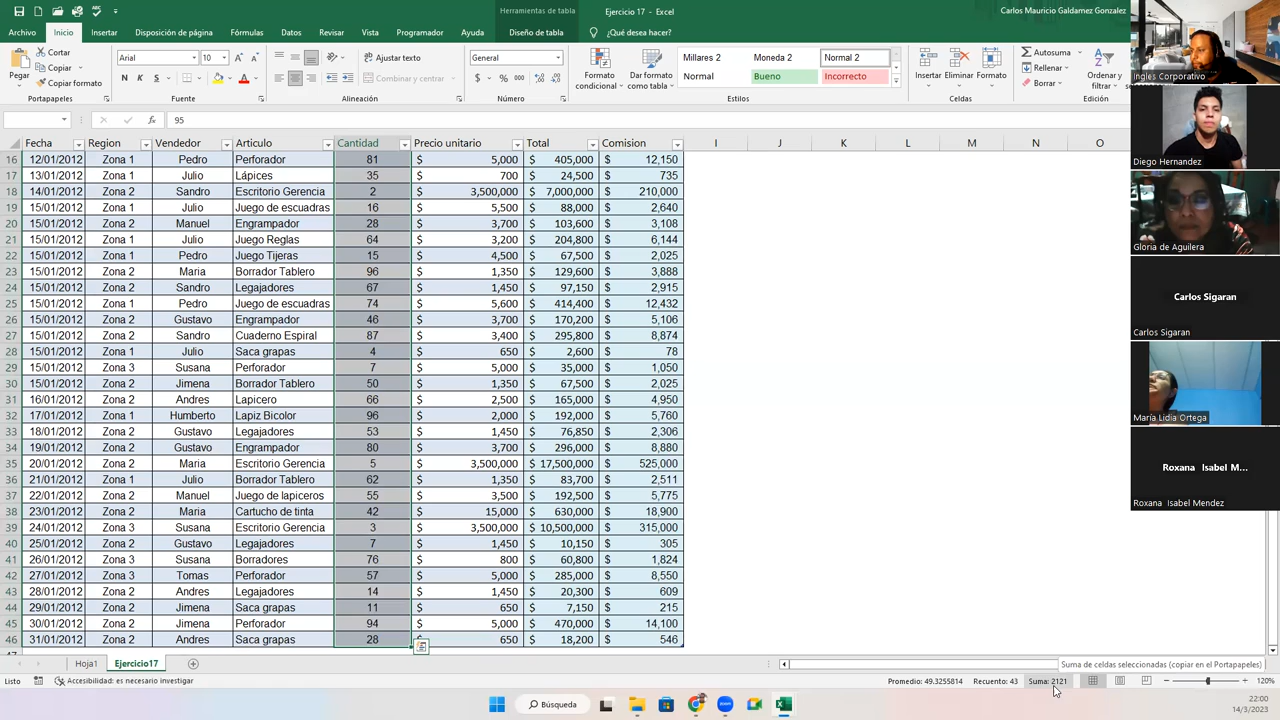 Herramientas de tabla
Ejercicio 17 - Excel
Carlos Mauricio Galdamez Gonzalez
Archivo Inicio Insertar Disposición de página Fórmulas Datos Revisar Vista Programador Ayuda Diseño de tabla ¿Qué desea hacer?
Pegar
Cortar
Copiar
Copiar formato
Portapapeles
Arial 10
N K S
Fuente
Ajustar texto
Combinar y centrar
Alineación
General
$ % 000
Número
Formato condicional
Dar formato como tabla
Millares 2 Moneda 2 Normal 2
Normal Bueno Incorrecto
Estilos
Insertar Eliminar Formato
Celdas
Autosuma
Rellenar
Borrar
Ordenar y filtrar
Edición
95
Fecha Region Vendedor Articulo Cantidad Precio unitario Total Comision I J K L M N O
16 12/01/2012 Zona 1 Pedro Perforador 81 $ 5,000 $ 405,000 $ 12,150
17 13/01/2012 Zona 1 Julio Lápices 35 $ 700 $ 24,500 $ 735
18 14/01/2012 Zona 2 Sandro Escritorio Gerencia 2 $ 3,500,000 $ 7,000,000 $ 210,000
19 15/01/2012 Zona 1 Julio Juego de escuadras 16 $ 5,500 $ 88,000 $ 2,640
20 15/01/2012 Zona 2 Manuel Engrampador 28 $ 3,700 $ 103,600 $ 3,108
21 15/01/2012 Zona 1 Julio Juego Reglas 64 $ 3,200 $ 204,800 $ 6,144
22 15/01/2012 Zona 1 Pedro Juego Tijeras 15 $ 4,500 $ 67,500 $ 2,025
23 15/01/2012 Zona 2 Maria Borrador Tablero 96 $ 1,350 $ 129,600 $ 3,888
24 15/01/2012 Zona 2 Sandro Legajadores 67 $ 1,450 $ 97,150 $ 2,915
25 15/01/2012 Zona 1 Pedro Juego de escuadras 74 $ 5,600 $ 414,400 $ 12,432
26 15/01/2012 Zona 2 Gustavo Engrampador 46 $ 3,700 $ 170,200 $ 5,106
27 15/01/2012 Zona 2 Sandro Cuaderno Espiral 87 $ 3,400 $ 295,800 $ 8,874
28 15/01/2012 Zona 1 Julio Saca grapas 4 $ 650 $ 2,600 $ 78
29 15/01/2012 Zona 3 Susana Perforador 7 $ 5,000 $ 35,000 $ 1,050
30 15/01/2012 Zona 2 Jimena Borrador Tablero 50 $ 1,350 $ 67,500 $ 2,025
31 16/01/2012 Zona 2 Andres Lapicero 66 $ 2,500 $ 165,000 $ 4,950
32 17/01/2012 Zona 1 Humberto Lapiz Bicolor 96 $ 2,000 $ 192,000 $ 5,760
33 18/01/2012 Zona 2 Gustavo Legajadores 53 $ 1,450 $ 76,850 $ 2,306
34 19/01/2012 Zona 2 Gustavo Engrampador 80 $ 3,700 $ 296,000 $ 8,880
35 20/01/2012 Zona 2 Maria Escritorio Gerencia 5 $ 3,500,000 $ 17,500,000 $ 525,000
36 21/01/2012 Zona 1 Julio Borrador Tablero 62 $ 1,350 $ 83,700 $ 2,511
37 22/01/2012 Zona 2 Manuel Juego de lapiceros 55 $ 3,500 $ 192,500 $ 5,775
38 23/01/2012 Zona 2 Maria Cartucho de tinta 42 $ 15,000 $ 630,000 $ 18,900
39 24/01/2012 Zona 3 Susana Escritorio Gerencia 3 $ 3,500,000 $ 10,500,000 $ 315,000
40 25/01/2012 Zona 2 Gustavo Legajadores 7 $ 1,450 $ 10,150 $ 305
41 26/01/2012 Zona 3 Susana Borradores 76 $ 800 $ 60,800 $ 1,824
42 27/01/2012 Zona 3 Tomas Perforador 57 $ 5,000 $ 285,000 $ 8,550
43 28/01/2012 Zona 2 Andres Legajadores 14 $ 1,450 $ 20,300 $ 609
44 29/01/2012 Zona 2 Jimena Saca grapas 11 $ 650 $ 7,150 $ 215
45 30/01/2012 Zona 2 Jimena Perforador 94 $ 5,000 $ 470,000 $ 14,100
46 31/01/2012 Zona 2 Andres Saca grapas 28 $ 650 $ 18,200 $ 546
Hoja1 Ejercicio17
Suma de celdas seleccionadas (copiar en el Portapapeles)
Listo Accesibilidad: es necesario investigar Promedio: 49.3255814 Recuento: 43 Suma: 2121 120%
Búsqueda
22:00
14/3/2023
Ingles Corporativo
Diego Hernandez
Gloria de Aguilera
Carlos Sigaran
Carlos Sigaran
María Lidia Ortega
Roxana Isabel M...
Roxana Isabel Mendez